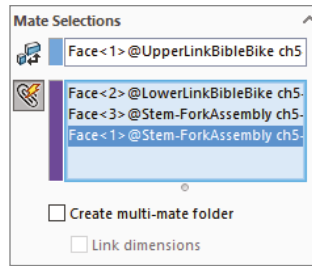 Mate Selections
Face<1>@UpperLinkBibleBike ch5
Face<2>@LowerLinkBibleBike ch5-
Face<3>@Stem-ForkAssembly ch5-
Face<1>@Stem-ForkAssembly ch5-
Create multi-mate folder
Link dimensions